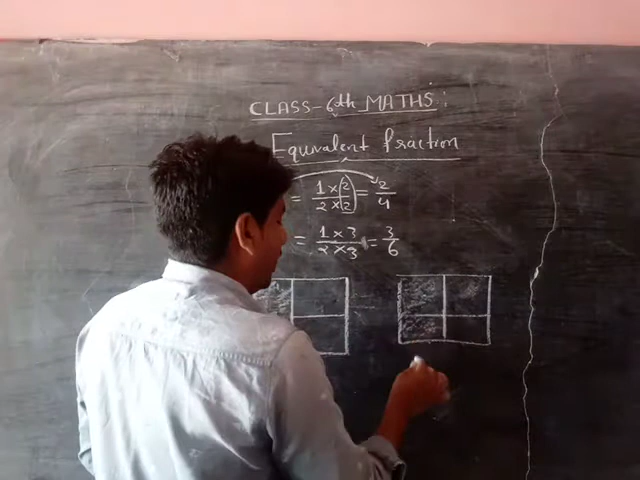 CLASS-6th MATHS:
Equivalent fraction
= 1 × 2 / 2 × 2 = 2/4
= 1 × 3 / 2 × 3 = 3/6